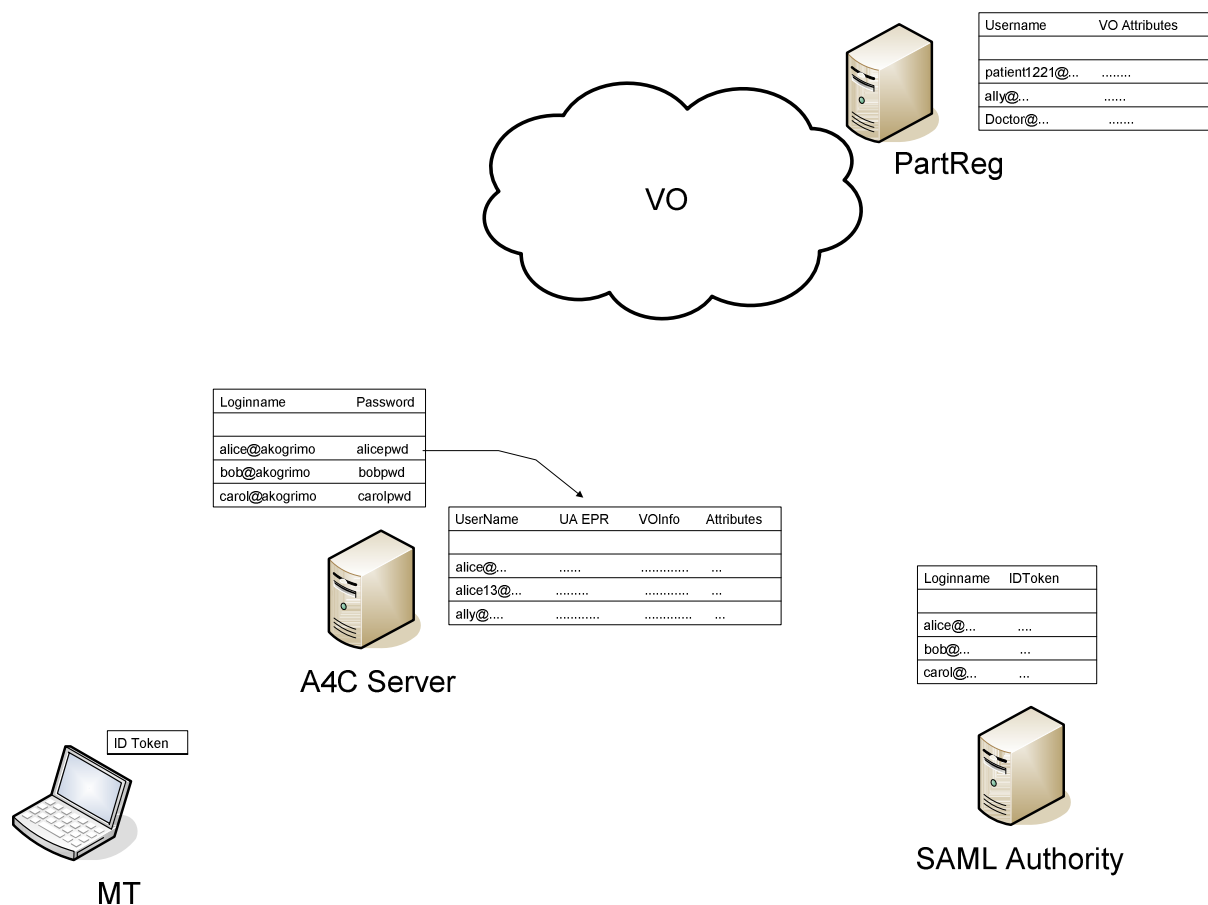 Username VO Attributes
patient1221@... ........
ally@... ......
Doctor@... .......
PartReg
VO
Loginname Password
alice@akogrimo alicepwd
bob@akogrimo bobpwd
carol@akogrimo carolpwd
UserName UA EPR VOInfo Attributes
alice@... ...... ............. ...
alice13@... ......... ............ ...
ally@.... ............ ............. ...
A4C Server
Loginname IDToken
alice@... ....
bob@... ...
carol@... ...
SAML Authority
ID Token
MT